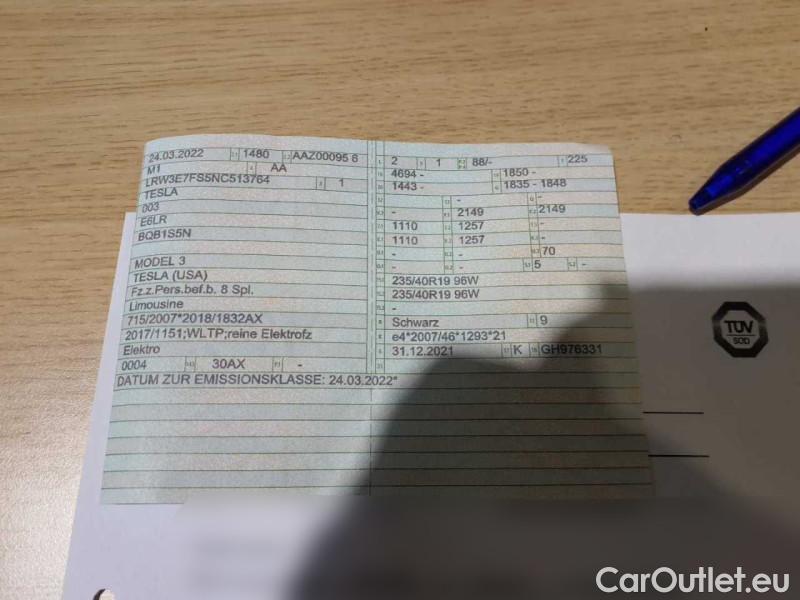 24.03.2022 1480 AAZ00095 6
M1 AA
LRW3E7FS5NC513764 1
TESLA
003
E6LR
BQB1S5N
MODEL 3
TESLA (USA)
Fz.z.Pers.bef.b. 8 Spl.
Limousine
715/2007*2018/1832AX
2017/1151;WLTP;reine Elektrofz
Elektro
0004 30AX -
DATUM ZUR EMISSIONSKLASSE: 24.03.2022*
2 1 88/- 225
4694 - 1850 -
1443 - 1835 - 1848
- -
- 2149 2149
1110 1257 -
1110 1257 -
- - 70
- - 5 -
235/40R19 96W
235/40R19 96W
-
Schwarz 9
e4*2007/46*1293*21
31.12.2021 K GH976331
TÜV
SÜD
CarOutlet.eu